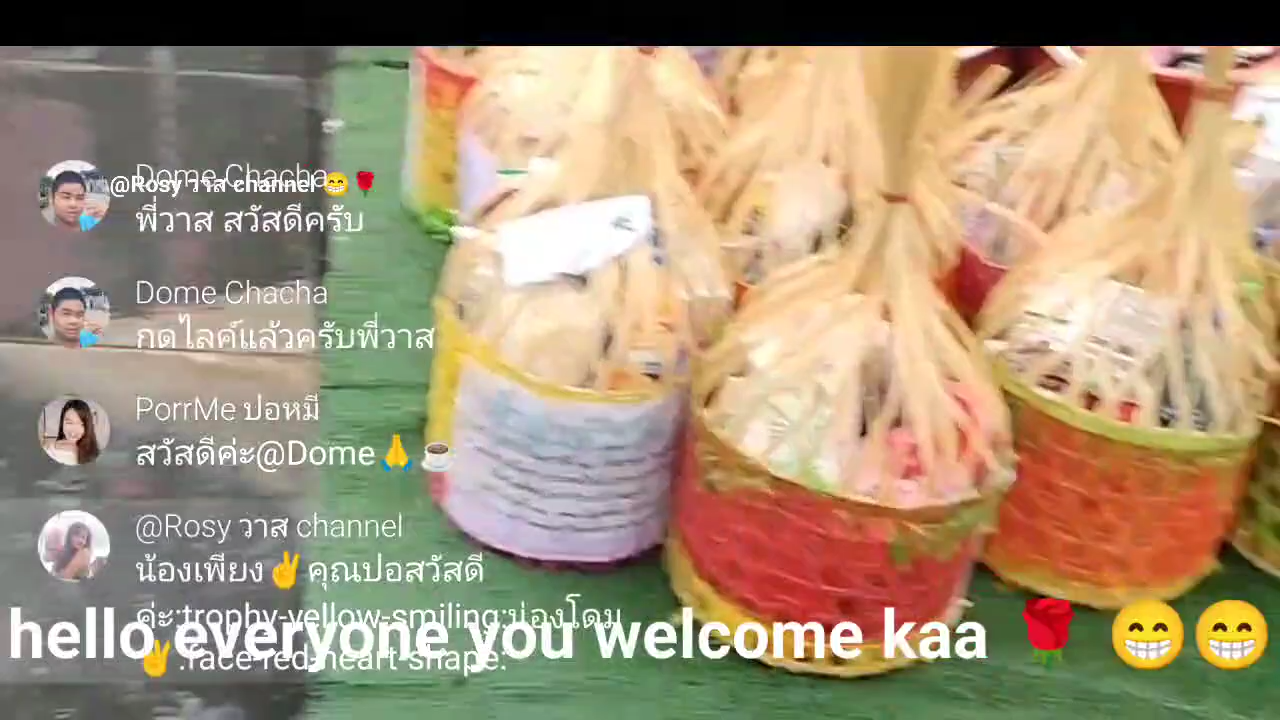 Dome Chacha
@Rosy วาส channel 😁🌹
พี่วาส สวัสดีครับ
Dome Chacha
กดไลค์แล้วครับพี่วาส
PorrMe ปอหมี
สวัสดีค่ะ@Dome🙏☕
@Rosy วาส channel
น้องเพียง✌คุณปอสวัสดี
ค่ะ:trophy-yellow-smiling:น่องโดม
hello everyone you welcome kaa 🌹 😁😁
✌:face-red-heart-shape: